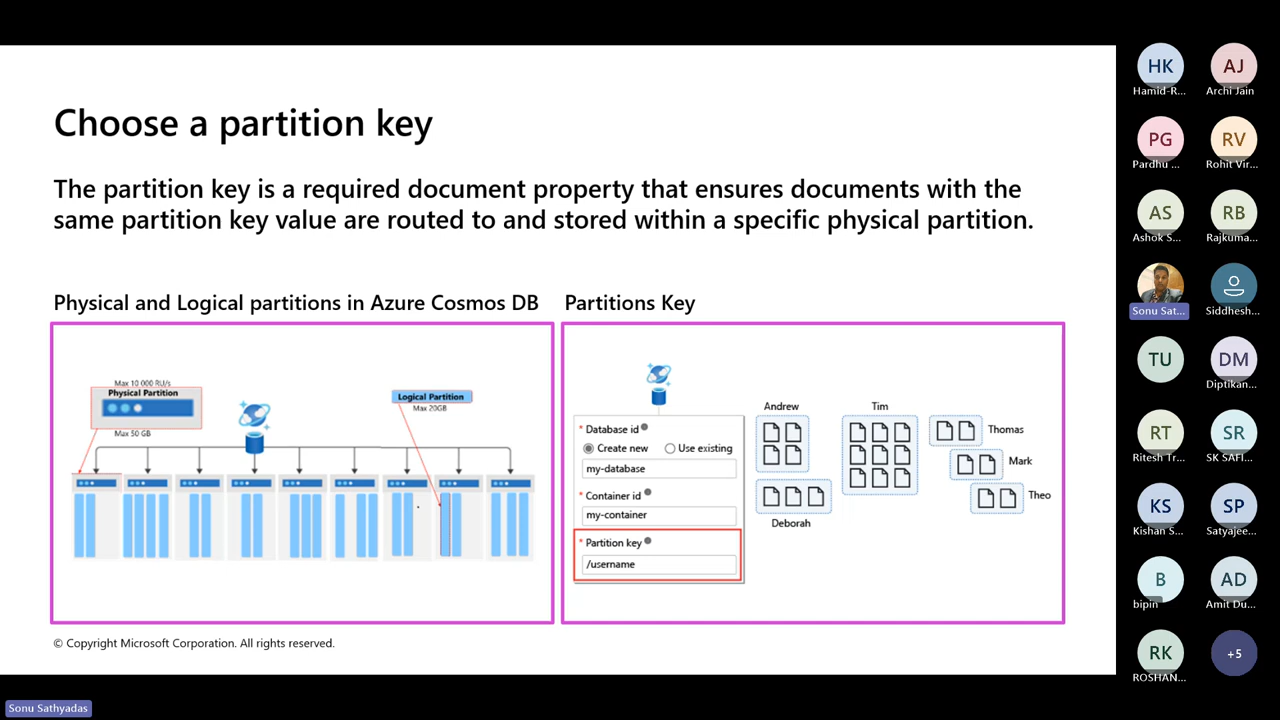 Choose a partition key
The partition key is a required document property that ensures documents with the
same partition key value are routed to and stored within a specific physical partition.
Physical and Logical partitions in Azure Cosmos DB
Max 10 000 RU/s
Physical Partition
Max 50 GB
Logical Partition
Max 20GB
Partitions Key
* Database id
Create new
Use existing
my-database
* Container id
my-container
* Partition key
/username
Andrew
Deborah
Tim
Thomas
Mark
Theo
© Copyright Microsoft Corporation. All rights reserved.
HK
Hamid-R...
AJ
Archi Jain
PG
Pardhu ...
RV
Rohit Vir...
AS
Ashok S...
RB
Rajkuma...
Sonu Sat...
Siddhesh...
TU
DM
Diptikan...
RT
Ritesh Tr...
SR
SK SAFI...
KS
Kishan S...
SP
Satyajee...
B
bipin
AD
Amit Du...
RK
ROSHAN...
+5
Sonu Sathyadas